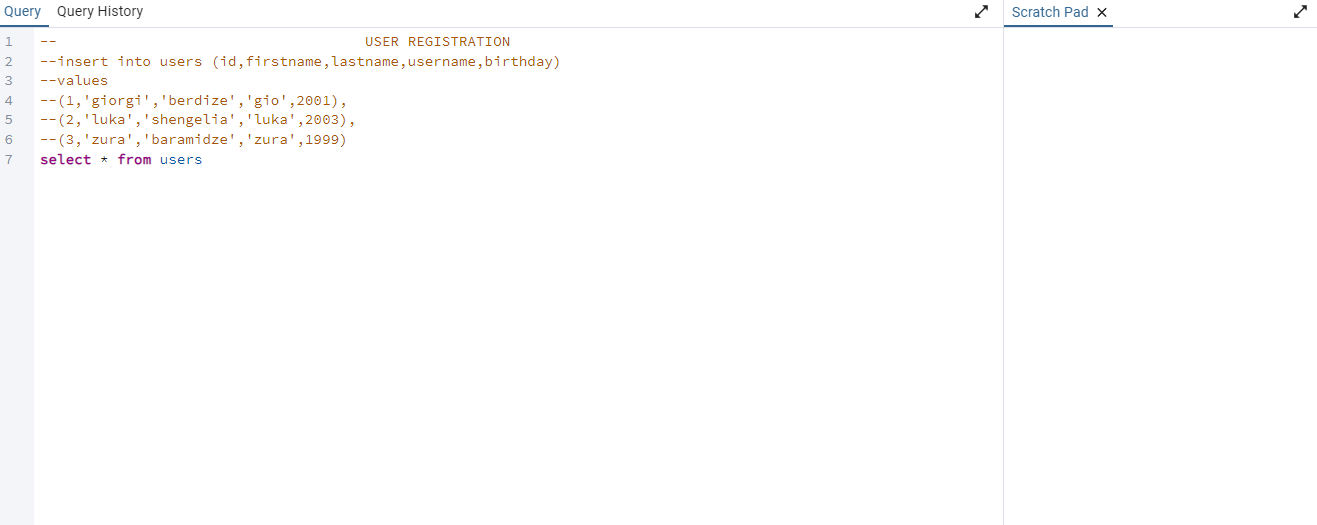 Query Query History
Scratch Pad ×
1 -- USER REGISTRATION
2 --insert into users (id,firstname,lastname,username,birthday)
3 --values
4 --(1,'giorgi','berdize','gio',2001),
5 --(2,'luka','shengelia','luka',2003),
6 --(3,'zura','baramidze','zura',1999)
7 select * from users